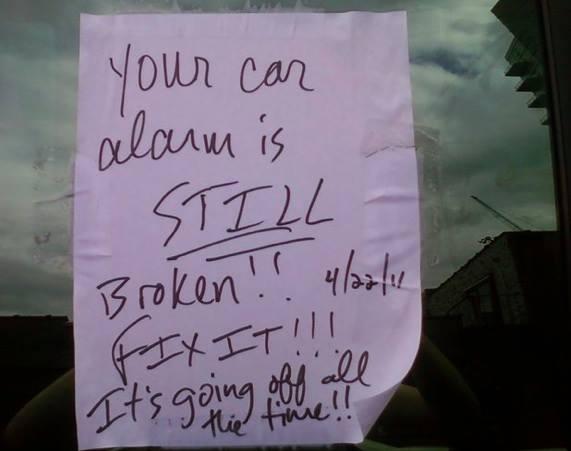 Your car
alarm is
STILL
Broken!! 4/22/11
FIX IT!!!
It's going off all
the time!!